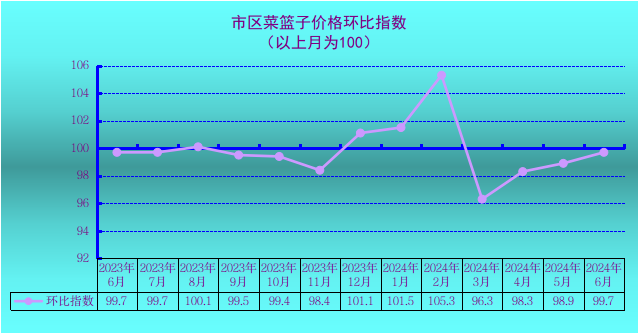 市区菜篮子价格环比指数
（以上月为100）
106
104
102
100
98
96
94
92
2023年 2023年 2023年 2023年 2023年 2023年 2023年 2024年 2024年 2024年 2024年 2024年 2024年
6月 7月 8月 9月 10月 11月 12月 1月 2月 3月 4月 5月 6月
环比指数 99.7 99.7 100.1 99.5 99.4 98.4 101.1 101.5 105.3 96.3 98.3 98.9 99.7